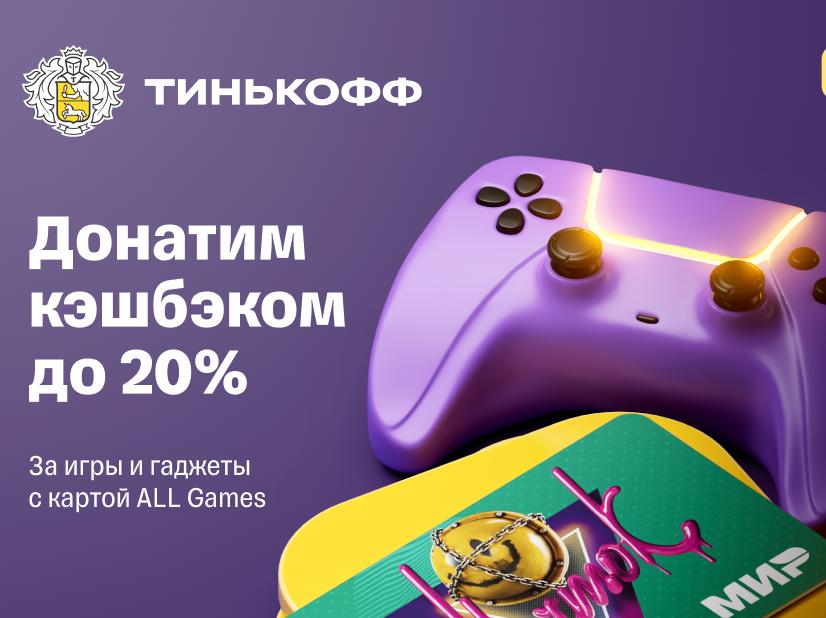 ТИНЬКОФФ
Донатим
кэшбэком
до 20%
За игры и гаджеты
с картой ALL Games
МИР